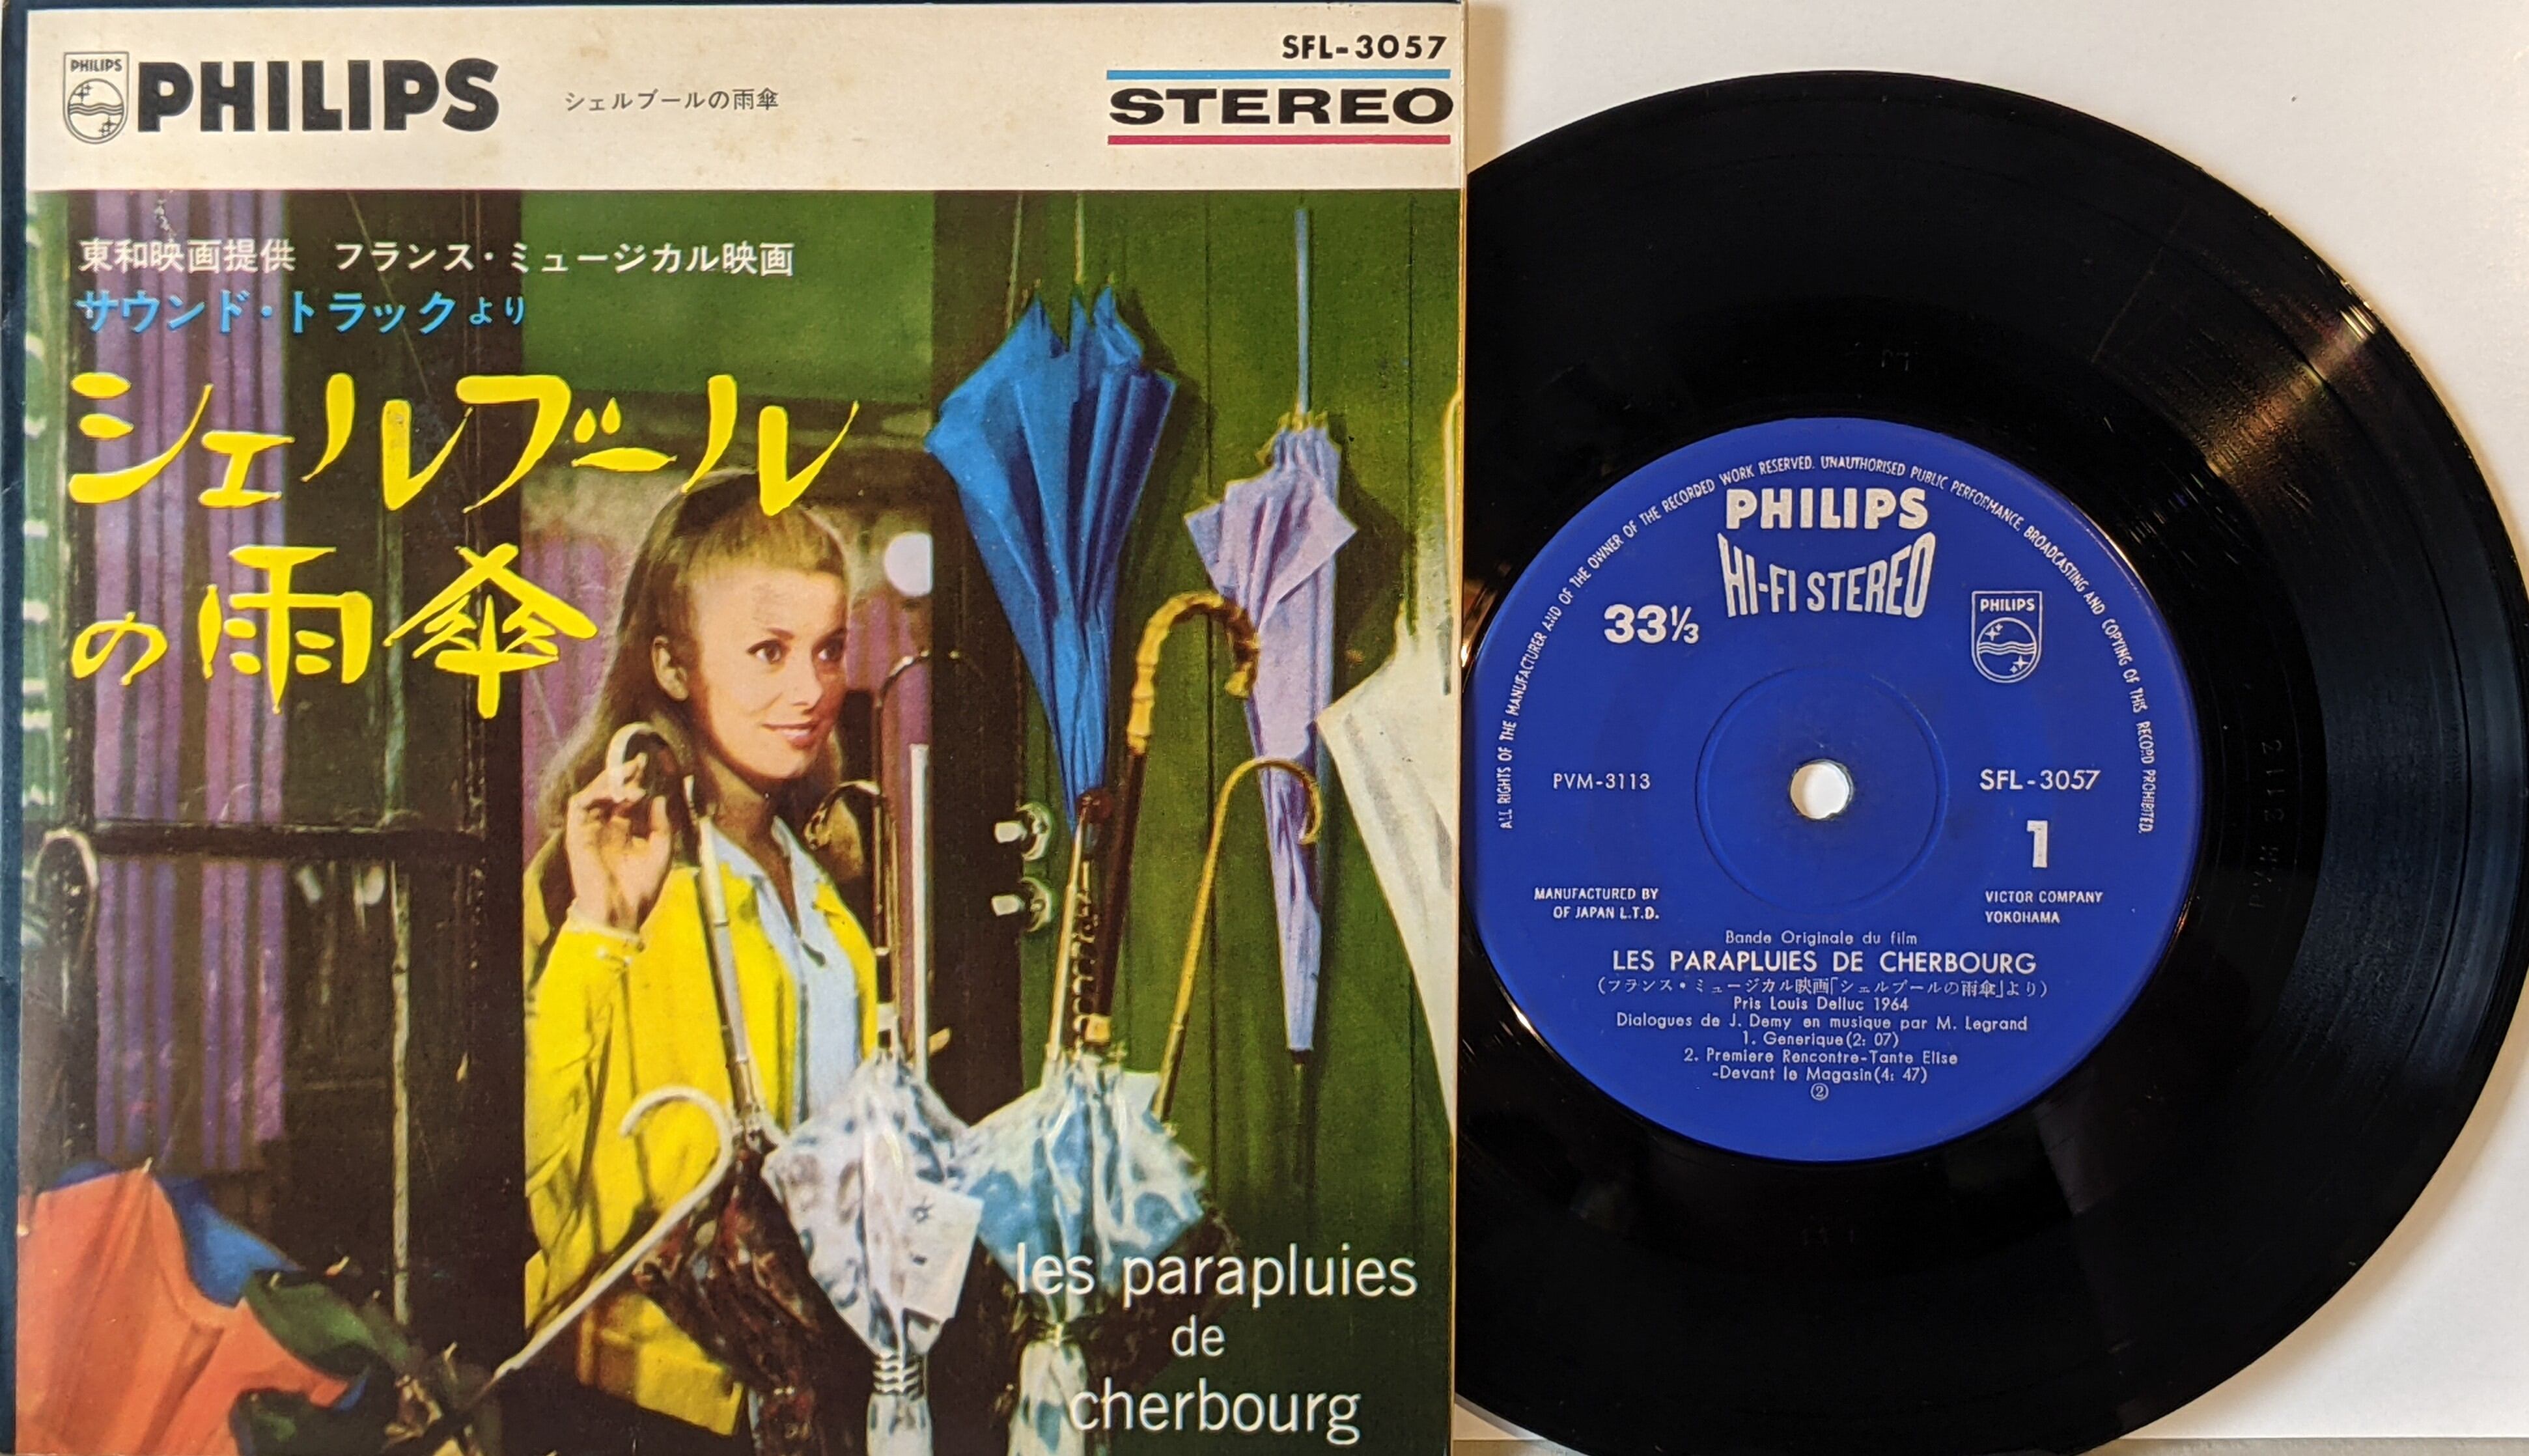 PHILIPS
PHILIPS
シェルブールの雨傘
SFL-3057
STEREO
東和映画提供 フランス・ミュージカル映画
サウンド・トラックより
シェルブール
の雨傘
les parapluies
de
cherbourg
ALL RIGHTS OF THE MANUFACTURER AND OF THE OWNER OF THE RECORDED WORK RESERVED. UNAUTHORISED PUBLIC PERFORMANCE, BROADCASTING AND COPYING OF THIS RECORD PROHIBITED.
PHILIPS
HI-FI STEREO
33⅓
PHILIPS
PVM-3113
SFL-3057
1
MANUFACTURED BY
OF JAPAN L.T.D.
VICTOR COMPANY
YOKOHAMA
Bande Originale du film
LES PARAPLUIES DE CHERBOURG
(フランス・ミュージカル映画「シェルブールの雨傘」より)
Pris Louis Delluc 1964
Dialogues de J. Demy en musique par M. Legrand
1. Generique(2: 07)
2. Premiere Rencontre-Tante Elise
-Devant le Magasin(4: 47)
②